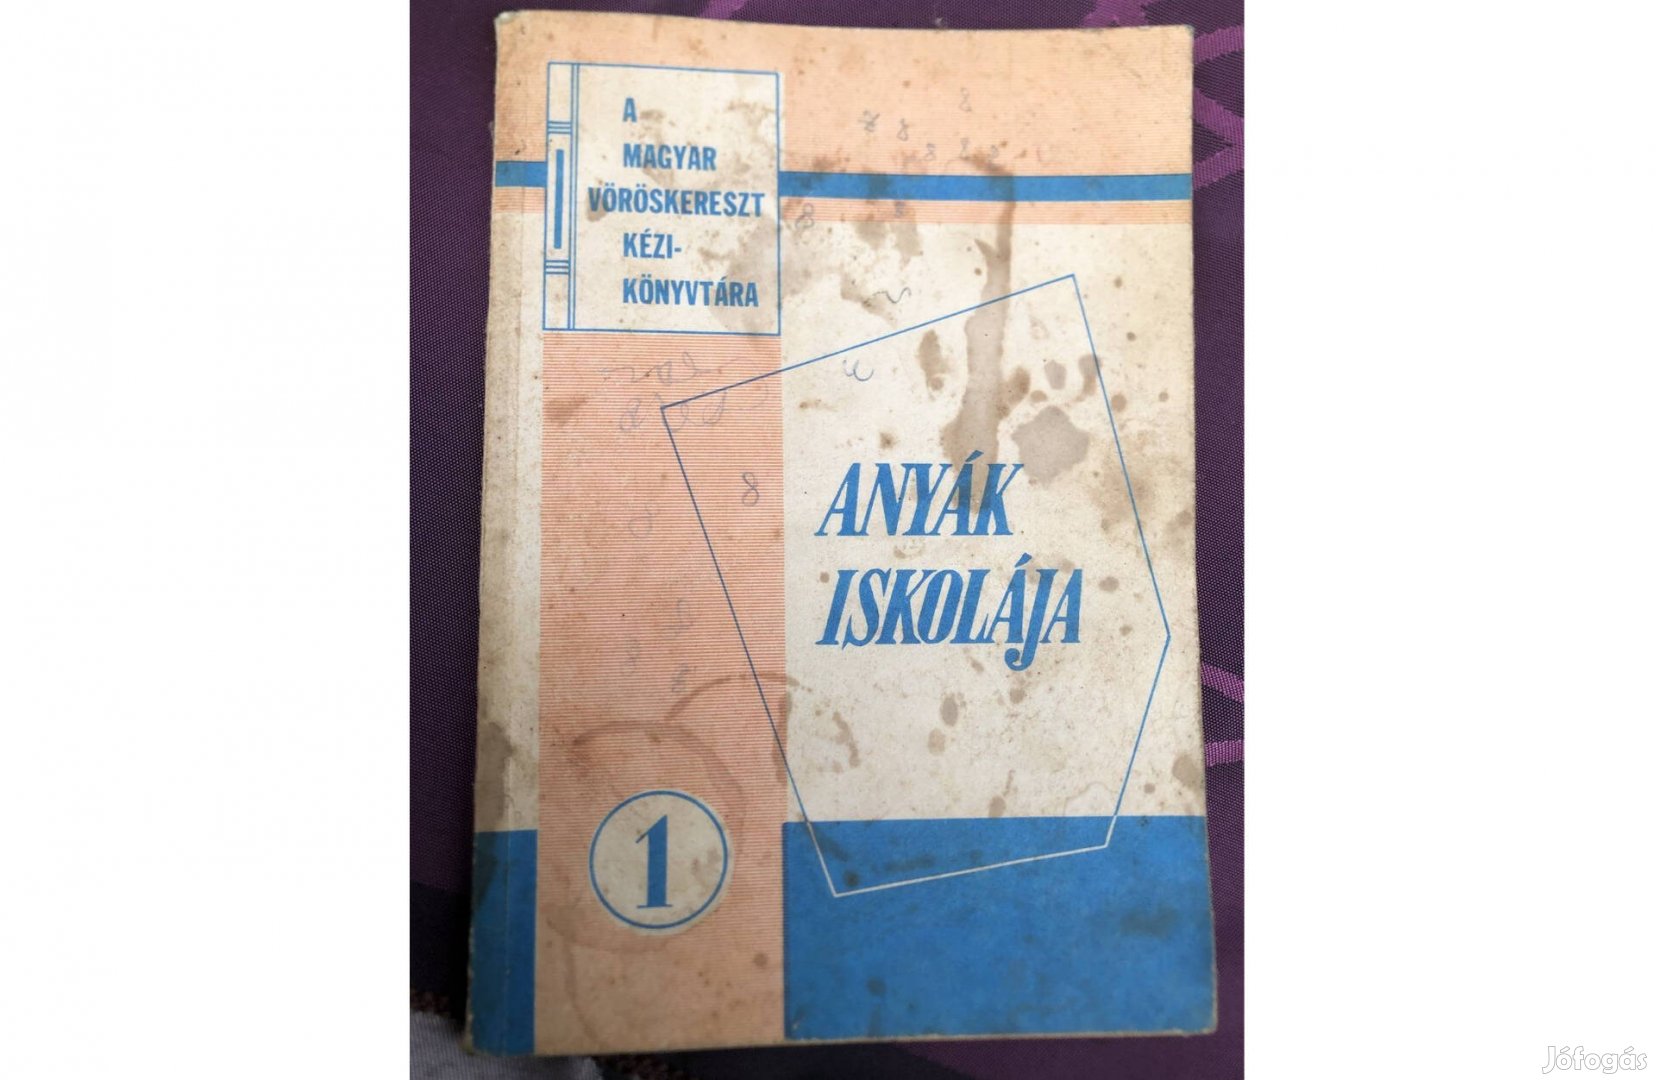 A
MAGYAR
VÖRÖSKERESZT
KÉZI-
KÖNYVTÁRA
ANYÁK
ISKOLÁJA
1
Jófogás